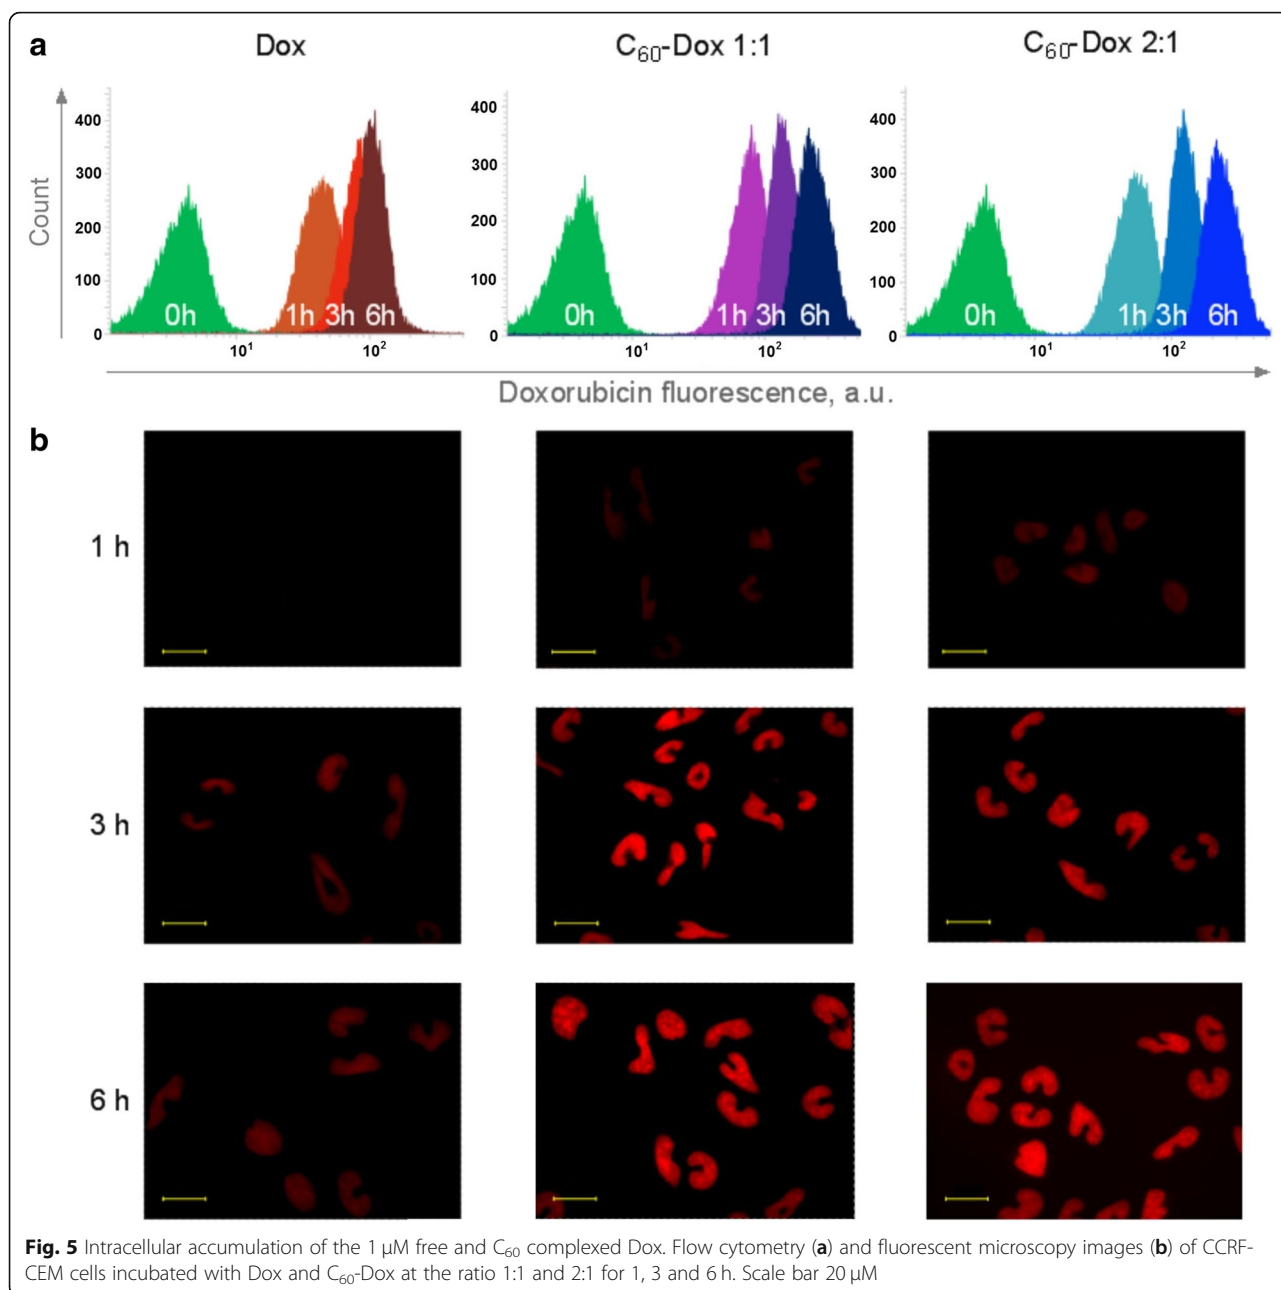 a
Dox
C60-Dox 1:1
C60-Dox 2:1
Count
400
300
200
100
0
0h
1h
3h
6h
10¹
10²
400
300
200
100
0
0h
1h
3h
6h
10¹
10²
400
300
200
100
0
0h
1h
3h
6h
10¹
10²
Doxorubicin fluorescence, a.u.
b
1 h
3 h
6 h
Fig. 5 Intracellular accumulation of the 1 μM free and C60 complexed Dox. Flow cytometry (a) and fluorescent microscopy images (b) of CCRF-
CEM cells incubated with Dox and C60-Dox at the ratio 1:1 and 2:1 for 1, 3 and 6 h. Scale bar 20 μM